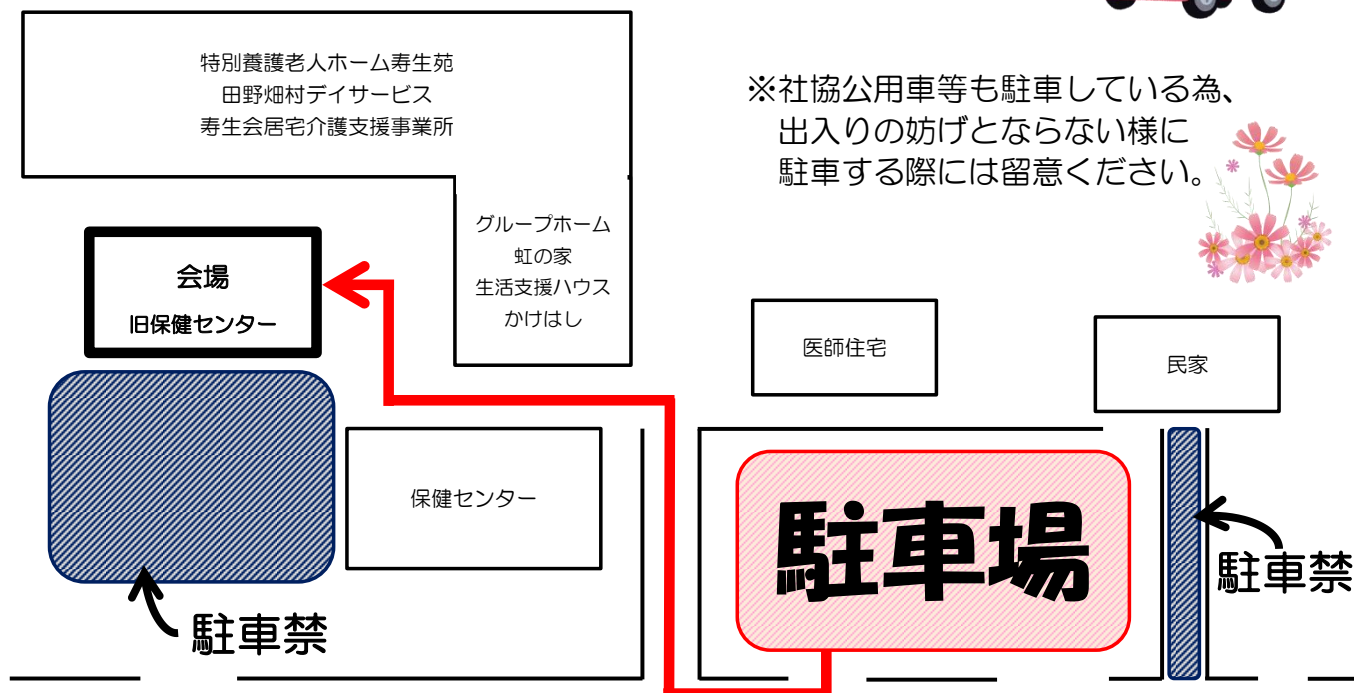 特別養護老人ホーム寿生苑
田野畑村デイサービス
寿生会居宅介護支援事業所
※社協公用車等も駐車している為、
出入りの妨げとならない様に
駐車する際には留意ください。
グループホーム
虹の家
生活支援ハウス
かけはし
会場
旧保健センター
医師住宅
民家
保健センター
駐車場
駐車禁
駐車禁